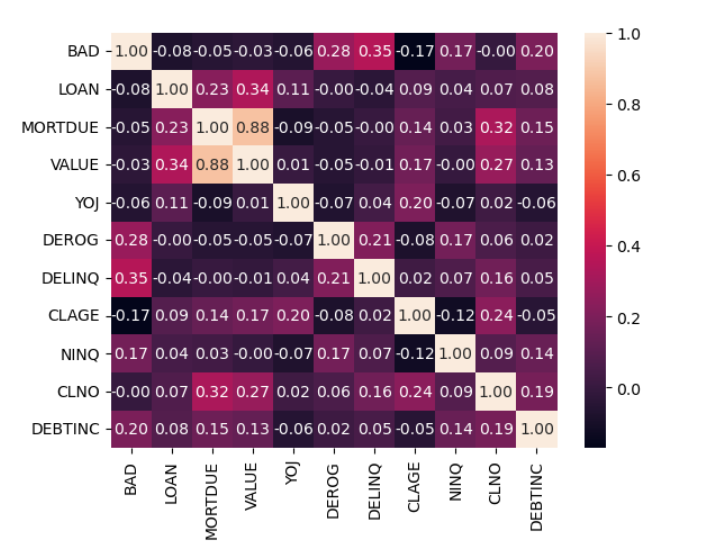 1.0
BAD 1.00 -0.08 -0.05 -0.03 -0.06 0.28 0.35 -0.17 0.17 -0.00 0.20
LOAN -0.08 1.00 0.23 0.34 0.11 -0.00 -0.04 0.09 0.04 0.07 0.08
0.8
MORTDUE -0.05 0.23 1.00 0.88 -0.09 -0.05 -0.00 0.14 0.03 0.32 0.15
VALUE -0.03 0.34 0.88 1.00 0.01 -0.05 -0.01 0.17 -0.00 0.27 0.13
0.6
YOJ -0.06 0.11 -0.09 0.01 1.00 -0.07 0.04 0.20 -0.07 0.02 -0.06
DEROG 0.28 -0.00 -0.05 -0.05 -0.07 1.00 0.21 -0.08 0.17 0.06 0.02
0.4
DELINQ 0.35 -0.04 -0.00 -0.01 0.04 0.21 1.00 0.02 0.07 0.16 0.05
CLAGE -0.17 0.09 0.14 0.17 0.20 -0.08 0.02 1.00 -0.12 0.24 -0.05
0.2
NINQ 0.17 0.04 0.03 -0.00 -0.07 0.17 0.07 -0.12 1.00 0.09 0.14
CLNO -0.00 0.07 0.32 0.27 0.02 0.06 0.16 0.24 0.09 1.00 0.19
0.0
DEBTINC 0.20 0.08 0.15 0.13 -0.06 0.02 0.05 -0.05 0.14 0.19 1.00
BAD LOAN MORTDUE VALUE YOJ DEROG DELINQ CLAGE NINQ CLNO DEBTINC